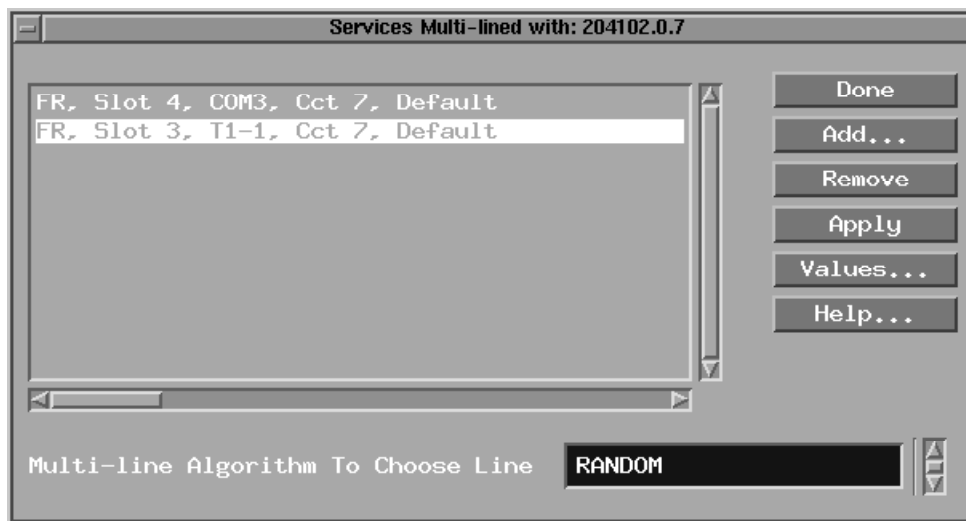 Services Multi-lined with: 204102.0.7
FR, Slot 4, COM3, Cct 7, Default
FR, Slot 3, T1-1, Cct 7, Default
Done
Add...
Remove
Apply
Values...
Help...
Multi-line Algorithm To Choose Line
RANDOM